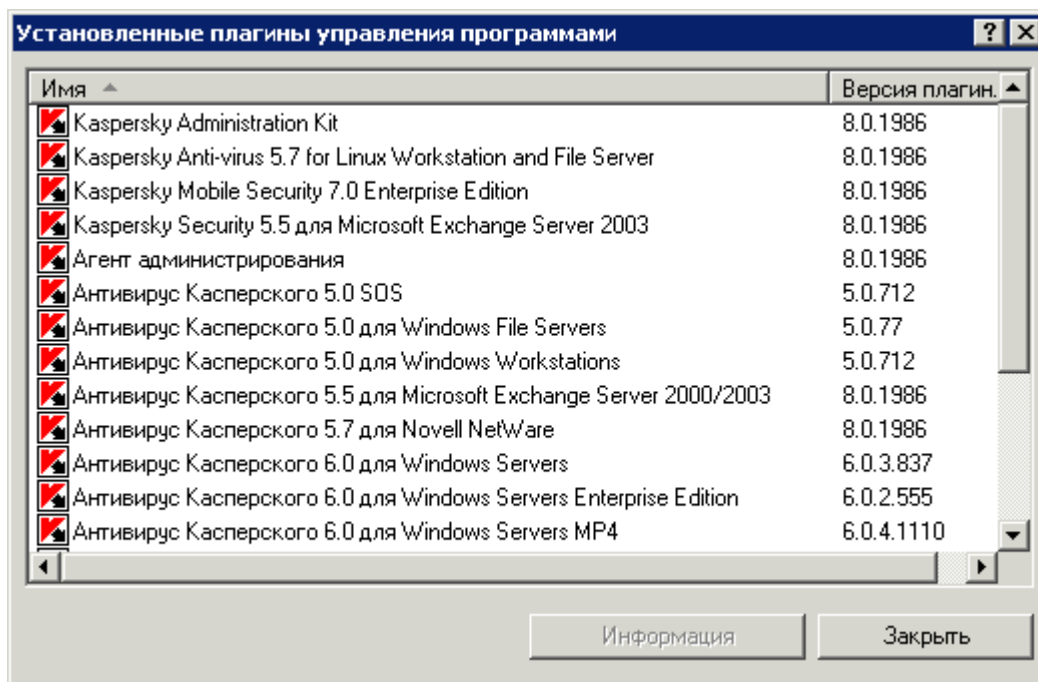 Установленные плагины управления программами
Имя Версия плагин.
Kaspersky Administration Kit 8.0.1986
Kaspersky Anti-virus 5.7 for Linux Workstation and File Server 8.0.1986
Kaspersky Mobile Security 7.0 Enterprise Edition 8.0.1986
Kaspersky Security 5.5 для Microsoft Exchange Server 2003 8.0.1986
Агент администрирования 8.0.1986
Антивирус Касперского 5.0 SOS 5.0.712
Антивирус Касперского 5.0 для Windows File Servers 5.0.77
Антивирус Касперского 5.0 для Windows Workstations 5.0.712
Антивирус Касперского 5.5 для Microsoft Exchange Server 2000/2003 8.0.1986
Антивирус Касперского 5.7 для Novell NetWare 8.0.1986
Антивирус Касперского 6.0 для Windows Servers 6.0.3.837
Антивирус Касперского 6.0 для Windows Servers Enterprise Edition 6.0.2.555
Антивирус Касперского 6.0 для Windows Servers MP4 6.0.4.1110
Информация Закрыть